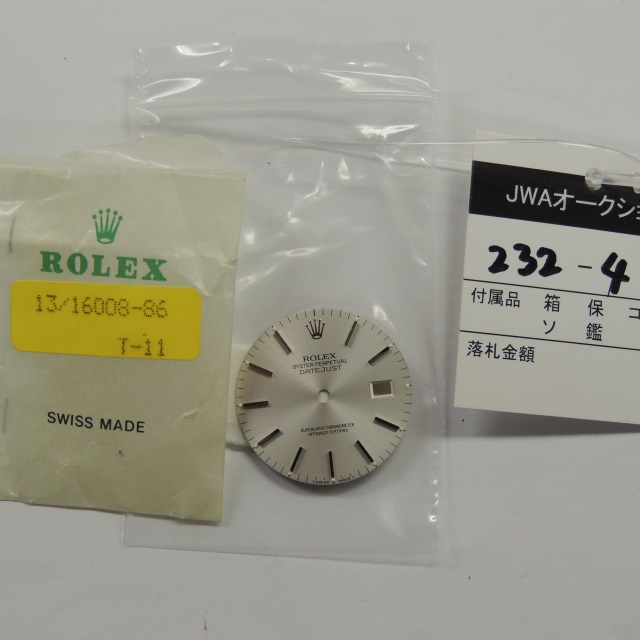 ROLEX
13/16008-86
T-11
SWISS MADE
ROLEX
OYSTER PERPETUAL
DATEJUST
SUPERLATIVE CHRONOMETER
OFFICIALLY CERTIFIED
JWAオークショ
232-4
付属品 箱 保 コ
ソ 鑑
落札金額